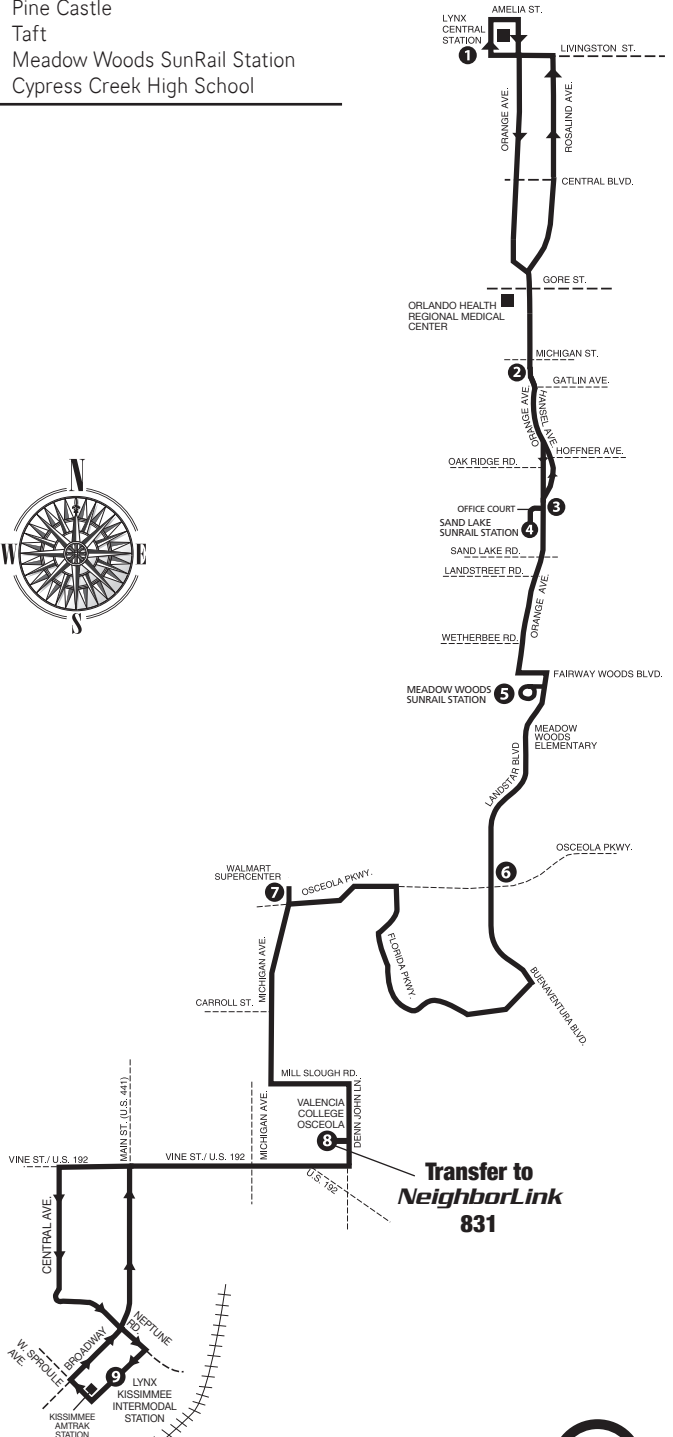 Pine Castle
Taft
Meadow Woods SunRail Station
Cypress Creek High School
AMELIA ST.
LYNX
CENTRAL
STATION
1
LIVINGSTON ST.
ORANGE AVE.
ROSALIND AVE.
CENTRAL BLVD.
GORE ST.
ORLANDO HEALTH
REGIONAL MEDICAL
CENTER
MICHIGAN ST.
2
GATLIN AVE.
ORANGE AVE.
HANSEL AVE.
HOFFNER AVE.
OAK RIDGE RD.
OFFICE COURT
3
SAND LAKE
SUNRAIL STATION
4
SAND LAKE RD.
LANDSTREET RD.
ORANGE AVE.
WETHERBEE RD.
FAIRWAY WOODS BLVD.
MEADOW WOODS
SUNRAIL STATION
5
MEADOW
WOODS
ELEMENTARY
LANDSTAR BLVD
OSCEOLA PKWY.
6
WALMART
SUPERCENTER
7
OSCEOLA PKWY.
FLORIDA PKWY.
BUENAVENTURA BLVD.
MICHIGAN AVE.
CARROLL ST.
MILL SLOUGH RD.
MAIN ST. (U.S. 441)
MICHIGAN AVE.
VALENCIA
COLLEGE
OSCEOLA
8
DENN JOHN LN.
VINE ST./ U.S. 192
VINE ST./ U.S. 192
U.S. 192
Transfer to
NeighborLink
831
CENTRAL AVE.
NEPTUNE
RD.
BROADWAY
W. SPROULE
AVE.
9
LYNX
KISSIMMEE
INTERMODAL
STATION
KISSIMMEE
AMTRAK
STATION
N
W
E
S